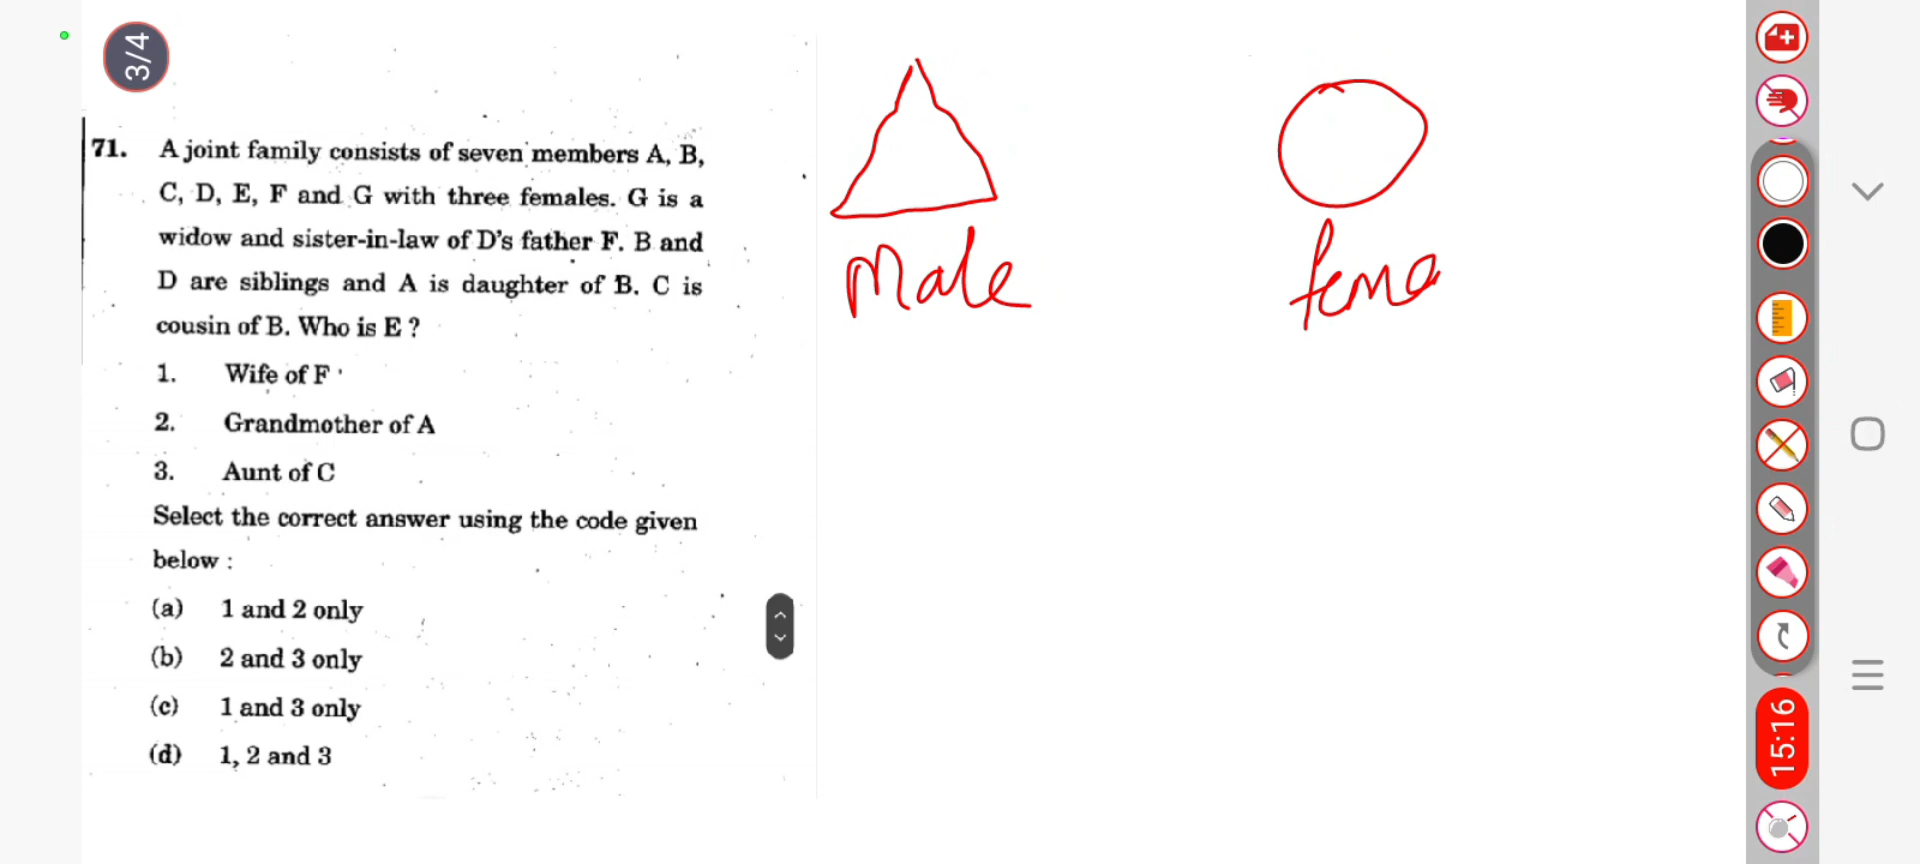 3/4
71. A joint family consists of seven members A, B,
C, D, E, F and G with three females. G is a
widow and sister-in-law of D's father F. B and
D are siblings and A is daughter of B. C is
cousin of B. Who is E ?
1. Wife of F
2. Grandmother of A
3. Aunt of C
Select the correct answer using the code given
below :
(a) 1 and 2 only
(b) 2 and 3 only
(c) 1 and 3 only
(d) 1, 2 and 3
Male
fema
15:16